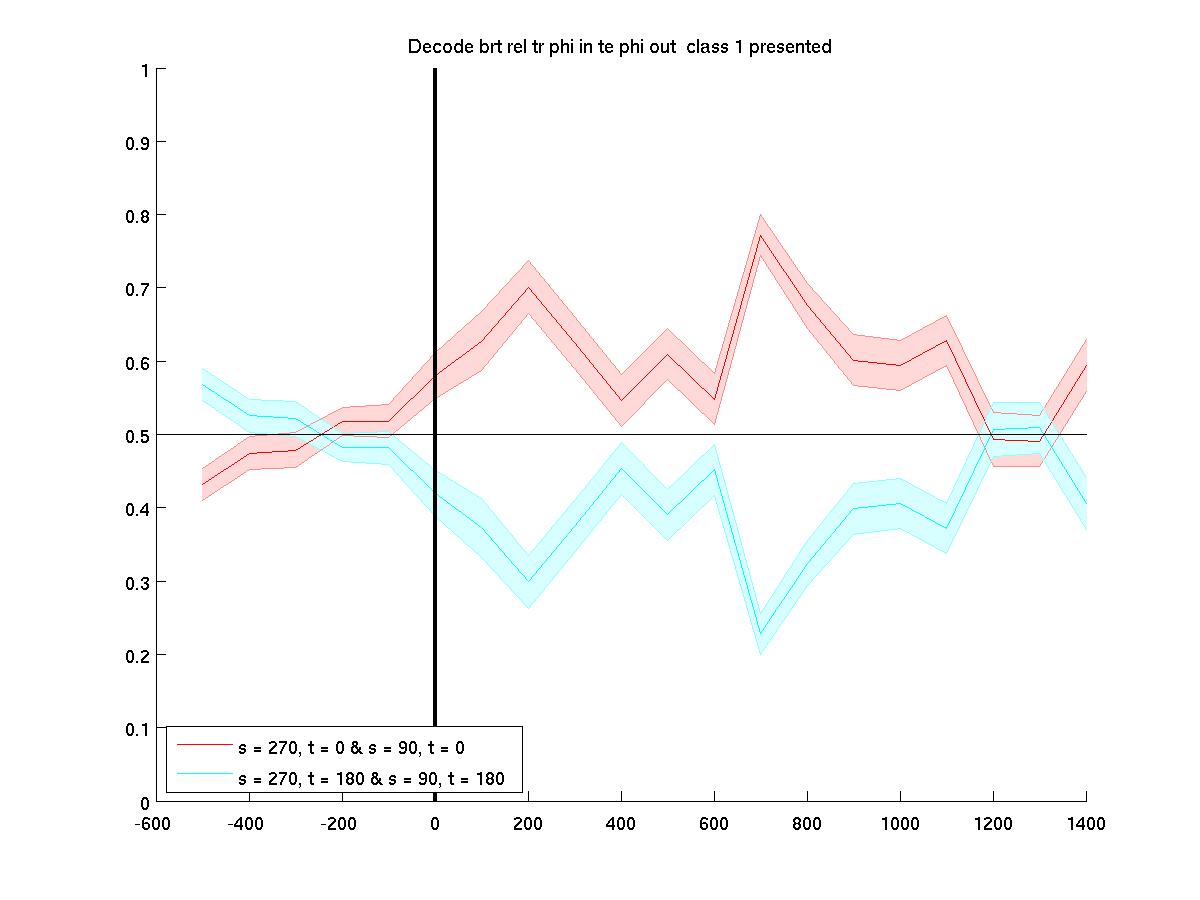 Decode brt rel tr phi in te phi out  class 1 presented
1
0.9
0.8
0.7
0.6
0.5
0.4
0.3
0.2
0.1
0
s = 270, t = 0 & s = 90, t = 0
s = 270, t = 180 & s = 90, t = 180
-600 -400 -200 0 200 400 600 800 1000 1200 1400